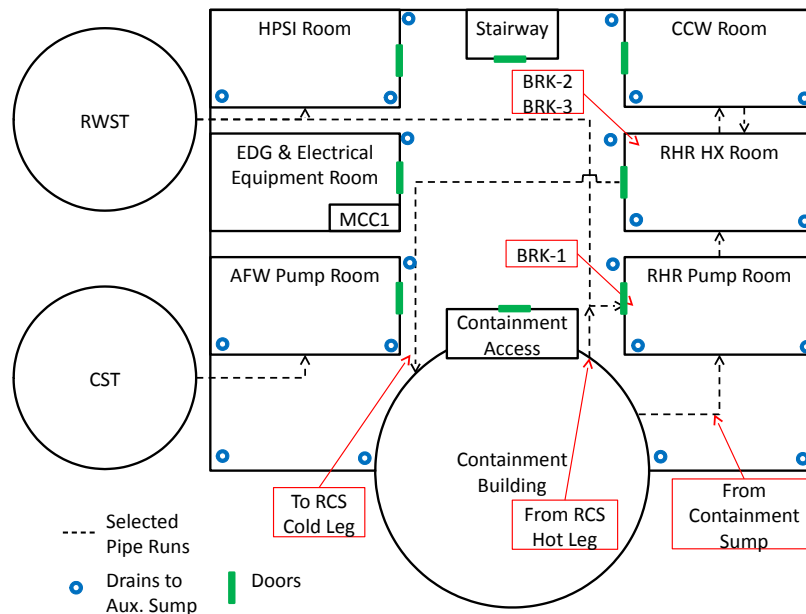 HPSI Room
Stairway
CCW Room
BRK-2
BRK-3
RWST
EDG & Electrical
Equipment Room
RHR HX Room
MCC1
AFW Pump Room
BRK-1
RHR Pump Room
Containment
Access
CST
Containment
Building
To RCS
Cold Leg
From RCS
Hot Leg
From
Containment
Sump
Selected
Pipe Runs
Drains to
Aux. Sump
Doors